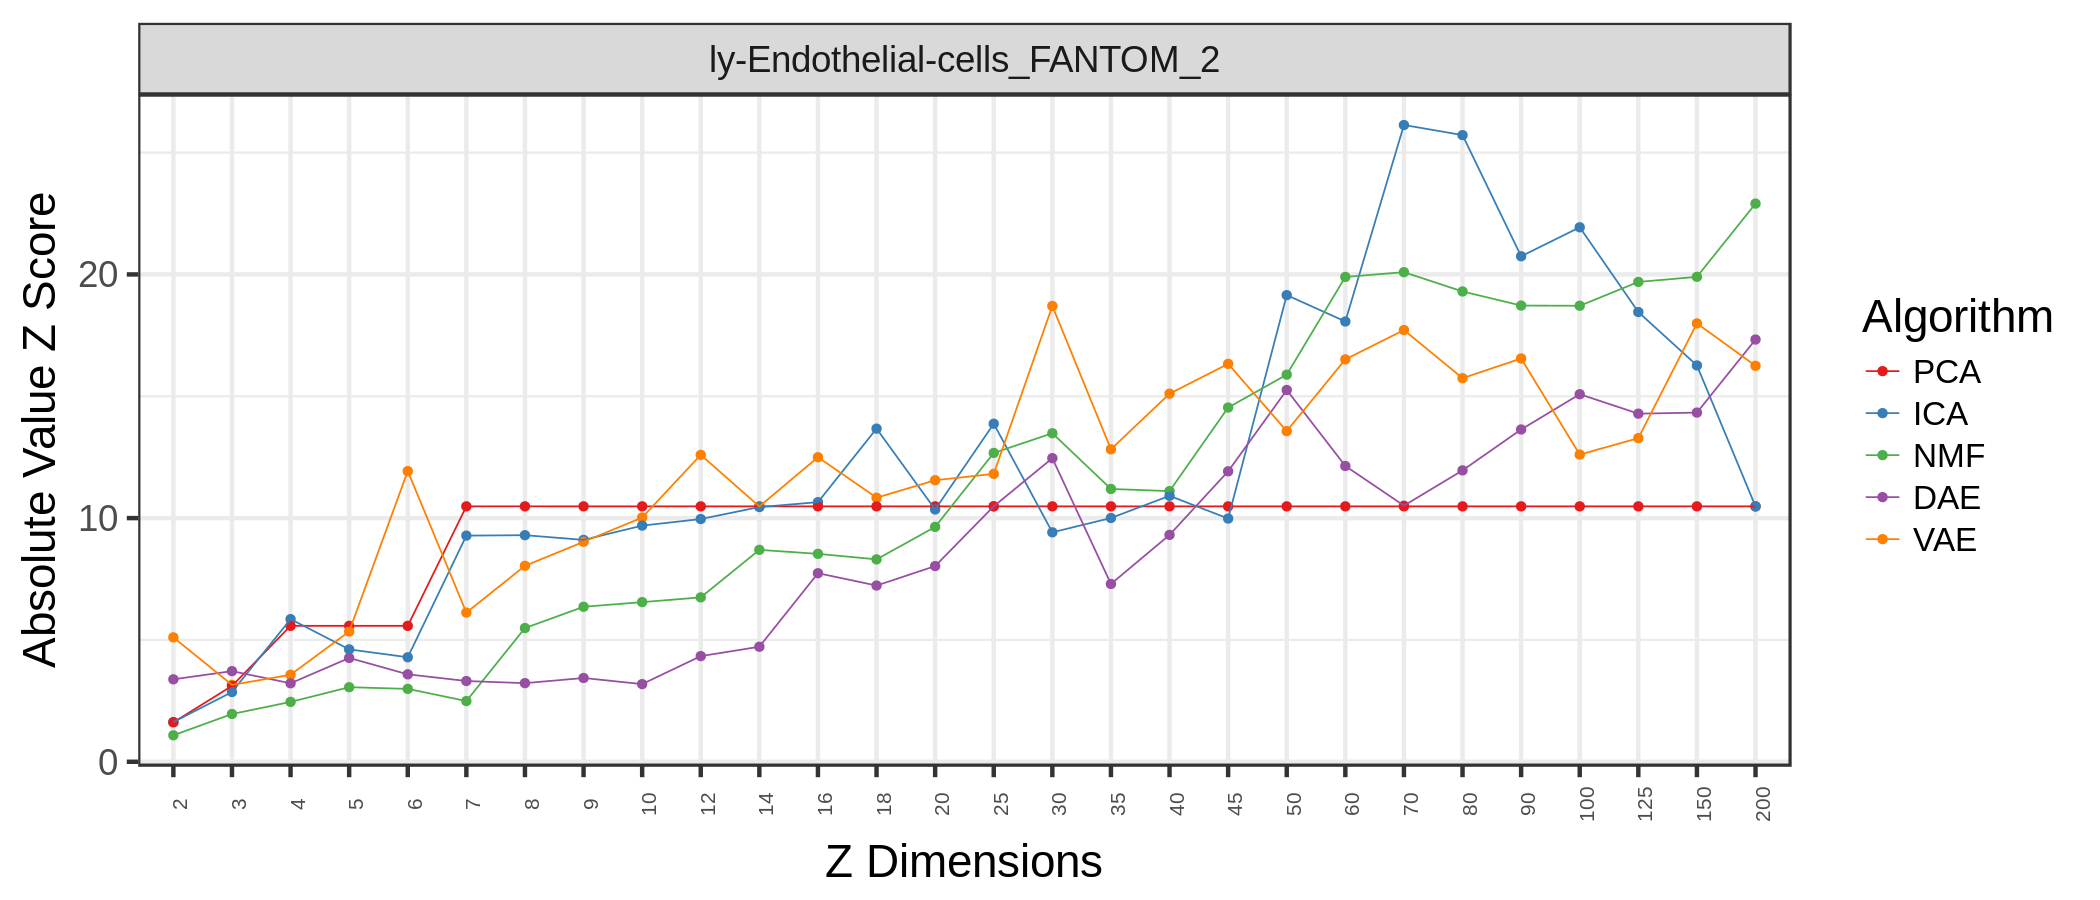 ly-Endothelial-cells_FANTOM_2
Absolute Value Z Score
20
10
0
2 3 4 5 6 7 8 9 10 12 14 16 18 20 25 30 35 40 45 50 60 70 80 90 100 125 150 200
Z Dimensions
Algorithm
PCA
ICA
NMF
DAE
VAE